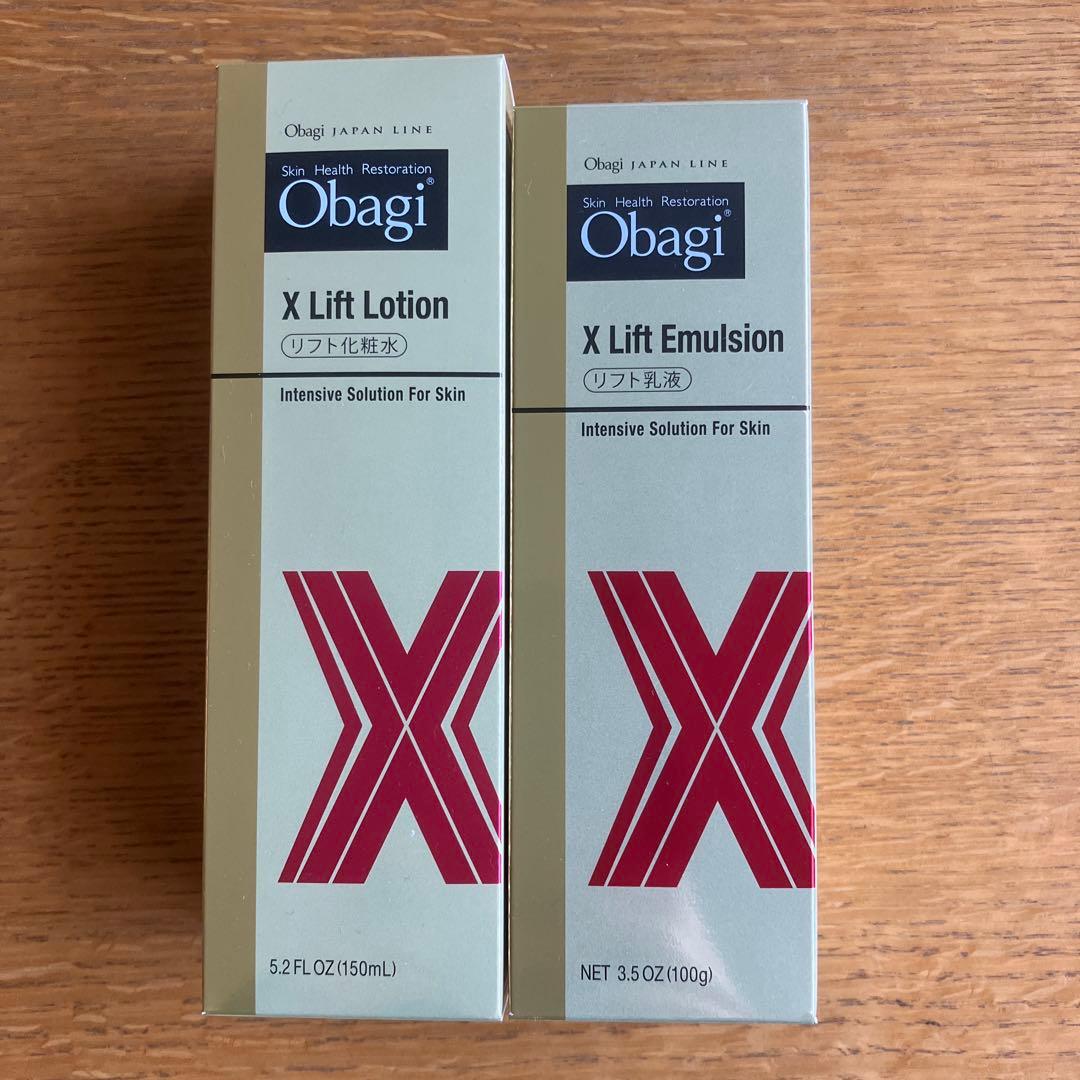 Obagi JAPAN LINE
Skin Health Restoration
Obagi®
X Lift Lotion
リフト化粧水
Intensive Solution For Skin
X
5.2 FL OZ (150mL)
Obagi JAPAN LINE
Skin Health Restoration
Obagi®
X Lift Emulsion
リフト乳液
Intensive Solution For Skin
X
NET 3.5 OZ (100g)